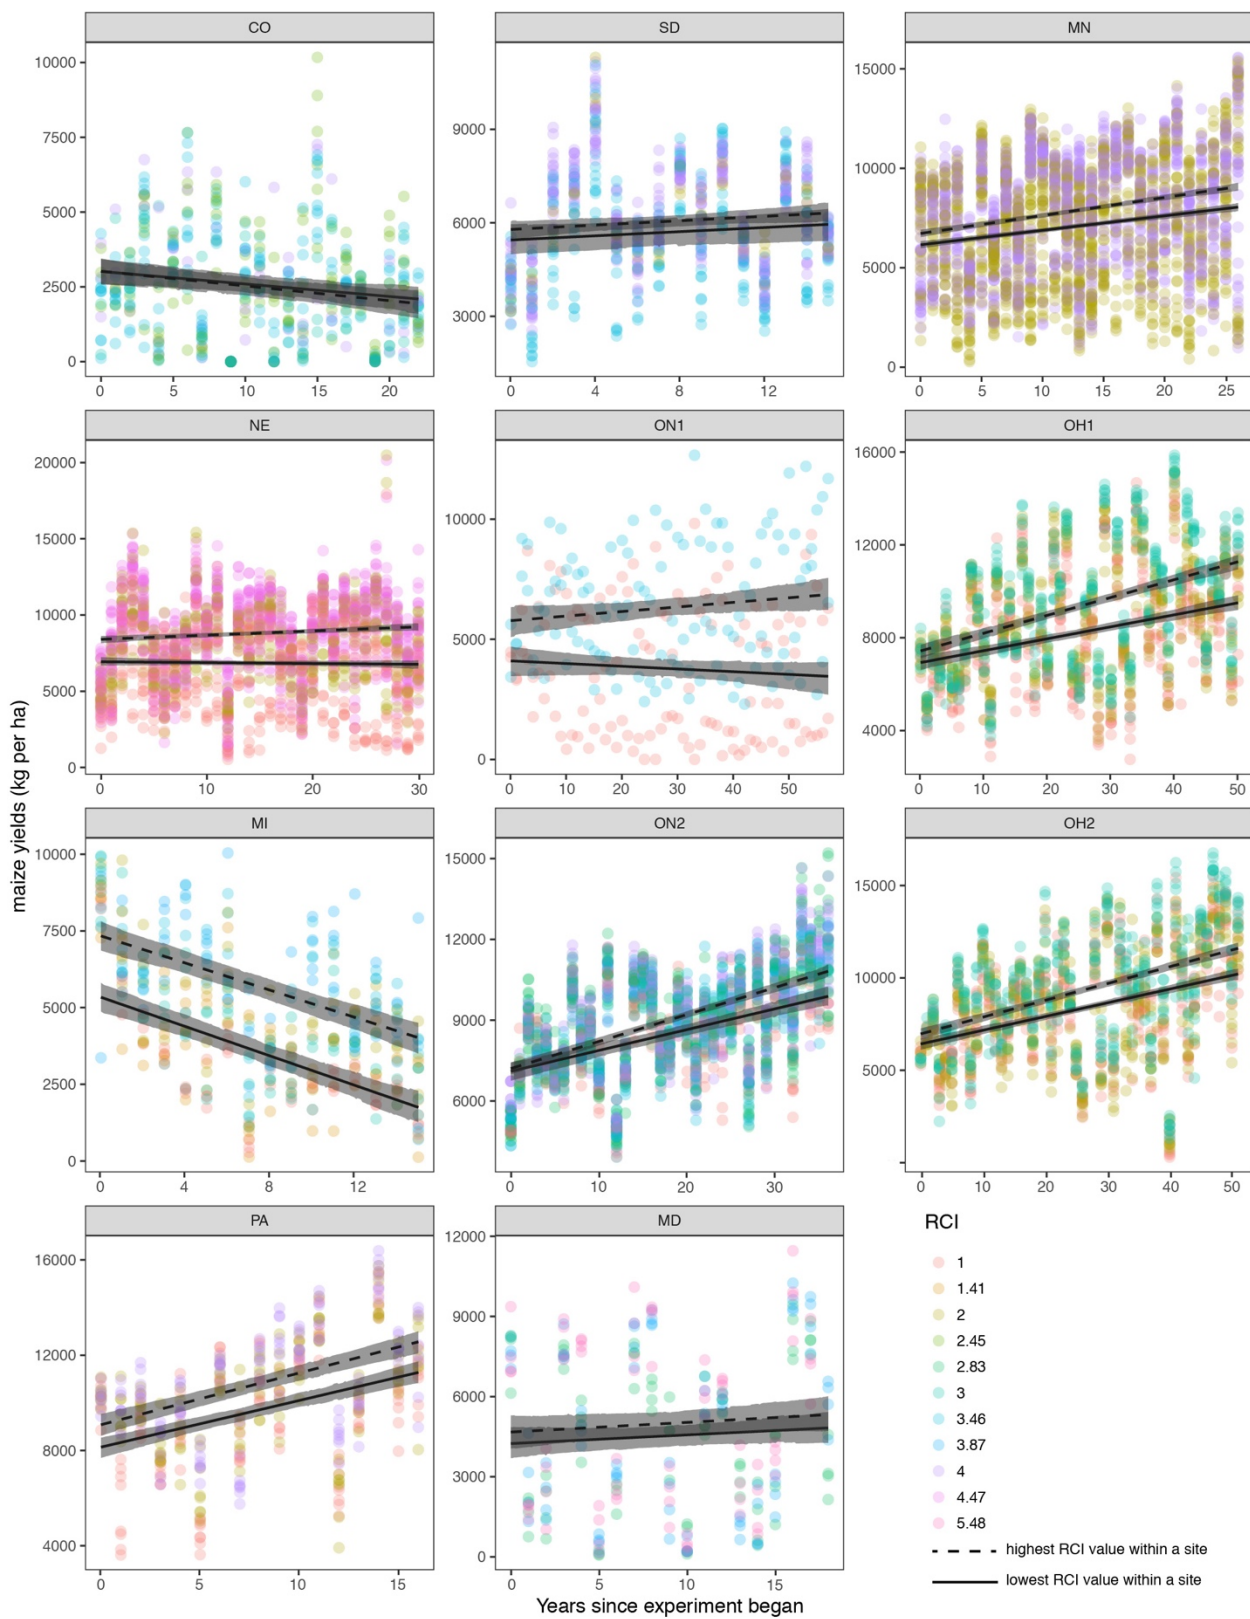 CO
SD
MN
10000
7500
5000
2500
0
0 5 10 15 20
9000
6000
3000
0 4 8 12
15000
10000
5000
0
0 5 10 15 20 25
NE
ON1
OH1
20000
15000
10000
5000
0
0 10 20 30
10000
5000
0
0 10 20 30 40 50
16000
12000
8000
4000
0 10 20 30 40 50
maize yields (kg per ha)
MI
ON2
OH2
10000
7500
5000
2500
0
0 4 8 12
15000
12000
9000
6000
0 10 20 30
15000
10000
5000
0 10 20 30 40 50
PA
MD
16000
12000
8000
4000
0 5 10 15
12000
9000
6000
3000
0
0 5 10 15
Years since experiment began
RCI
1
1.41
2
2.45
2.83
3
3.46
3.87
4
4.47
5.48
highest RCI value within a site
lowest RCI value within a site